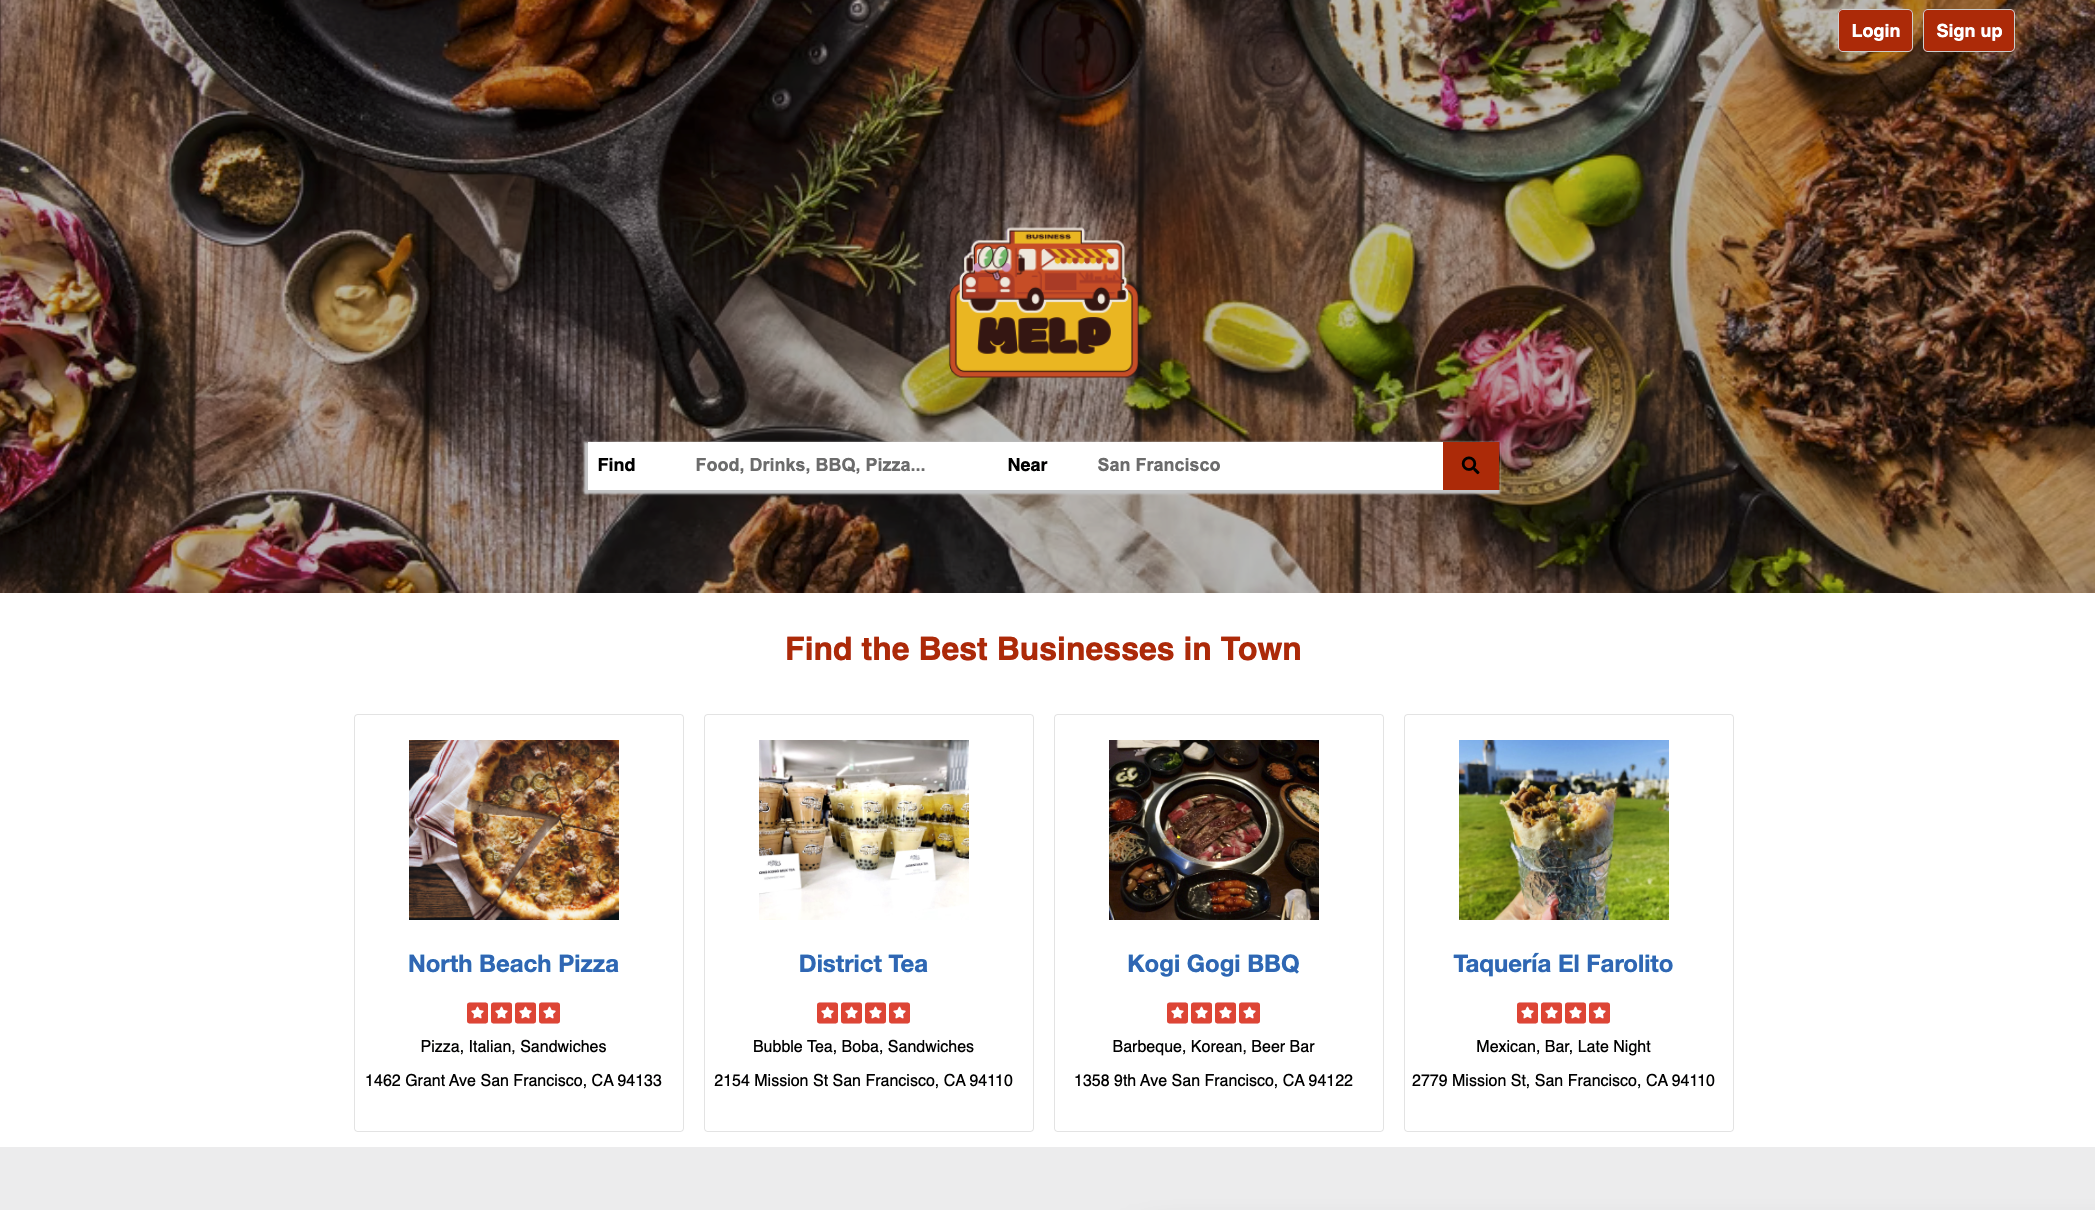 Login Sign up
BUSINESS
MELP
Find Food, Drinks, BBQ, Pizza... Near San Francisco
Find the Best Businesses in Town
North Beach Pizza
Pizza, Italian, Sandwiches
1462 Grant Ave San Francisco, CA 94133
District Tea
Bubble Tea, Boba, Sandwiches
2154 Mission St San Francisco, CA 94110
Kogi Gogi BBQ
Barbeque, Korean, Beer Bar
1358 9th Ave San Francisco, CA 94122
Taquería El Farolito
Mexican, Bar, Late Night
2779 Mission St, San Francisco, CA 94110